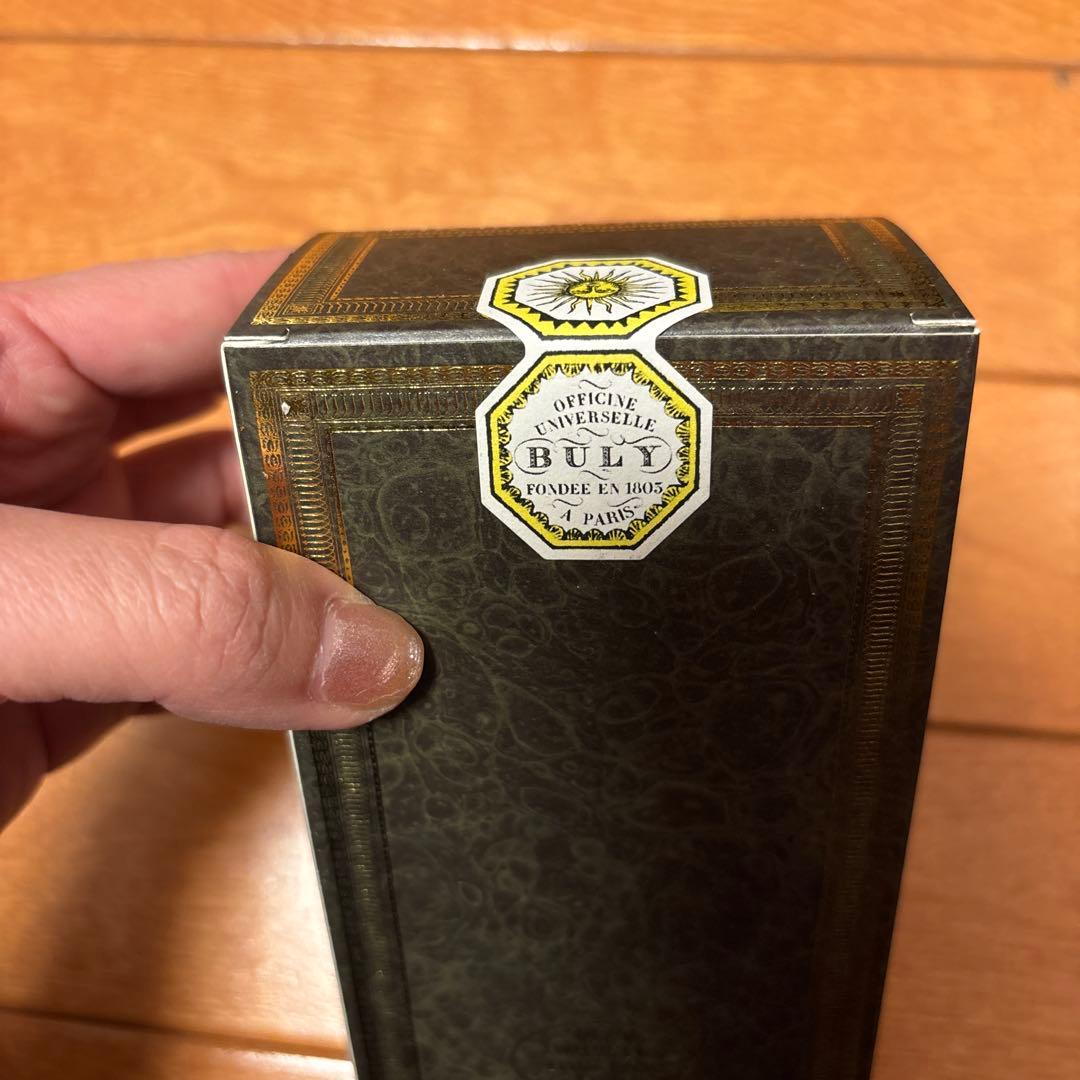 OFFICINE
UNIVERSELLE
BULY
FONDEE EN 1803
A PARIS